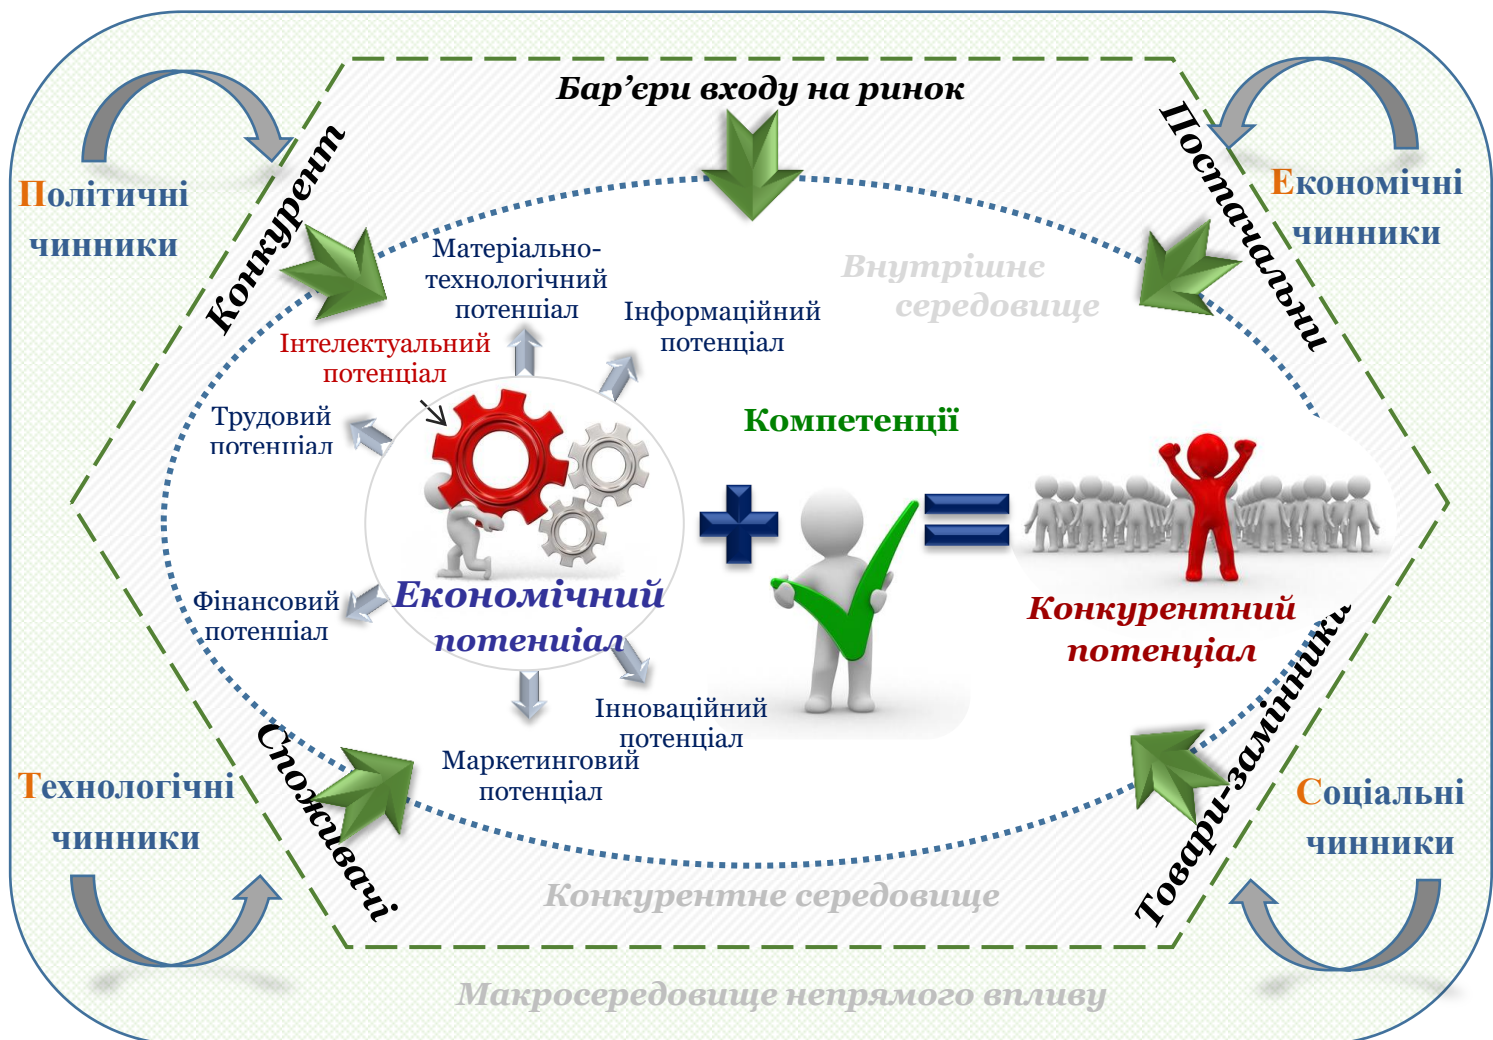 Бар’єри входу на ринок
Конкурент
Постачальни
Політичні
чинники
Економічні
чинники
Внутрішнє
середовище
Матеріально-
технологічний
потенціал
Інформаційний
потенціал
Інтелектуальний
потенціал
Трудовий
потенціал
Компетенції
Фінансовий
потенціал
Економічний
потенціал
Конкурентний
потенціал
Інноваційний
потенціал
Маркетинговий
потенціал
Споживачі
Товари-замінники
Технологічні
чинники
Соціальні
чинники
Конкурентне середовище
Макросередовище непрямого впливу